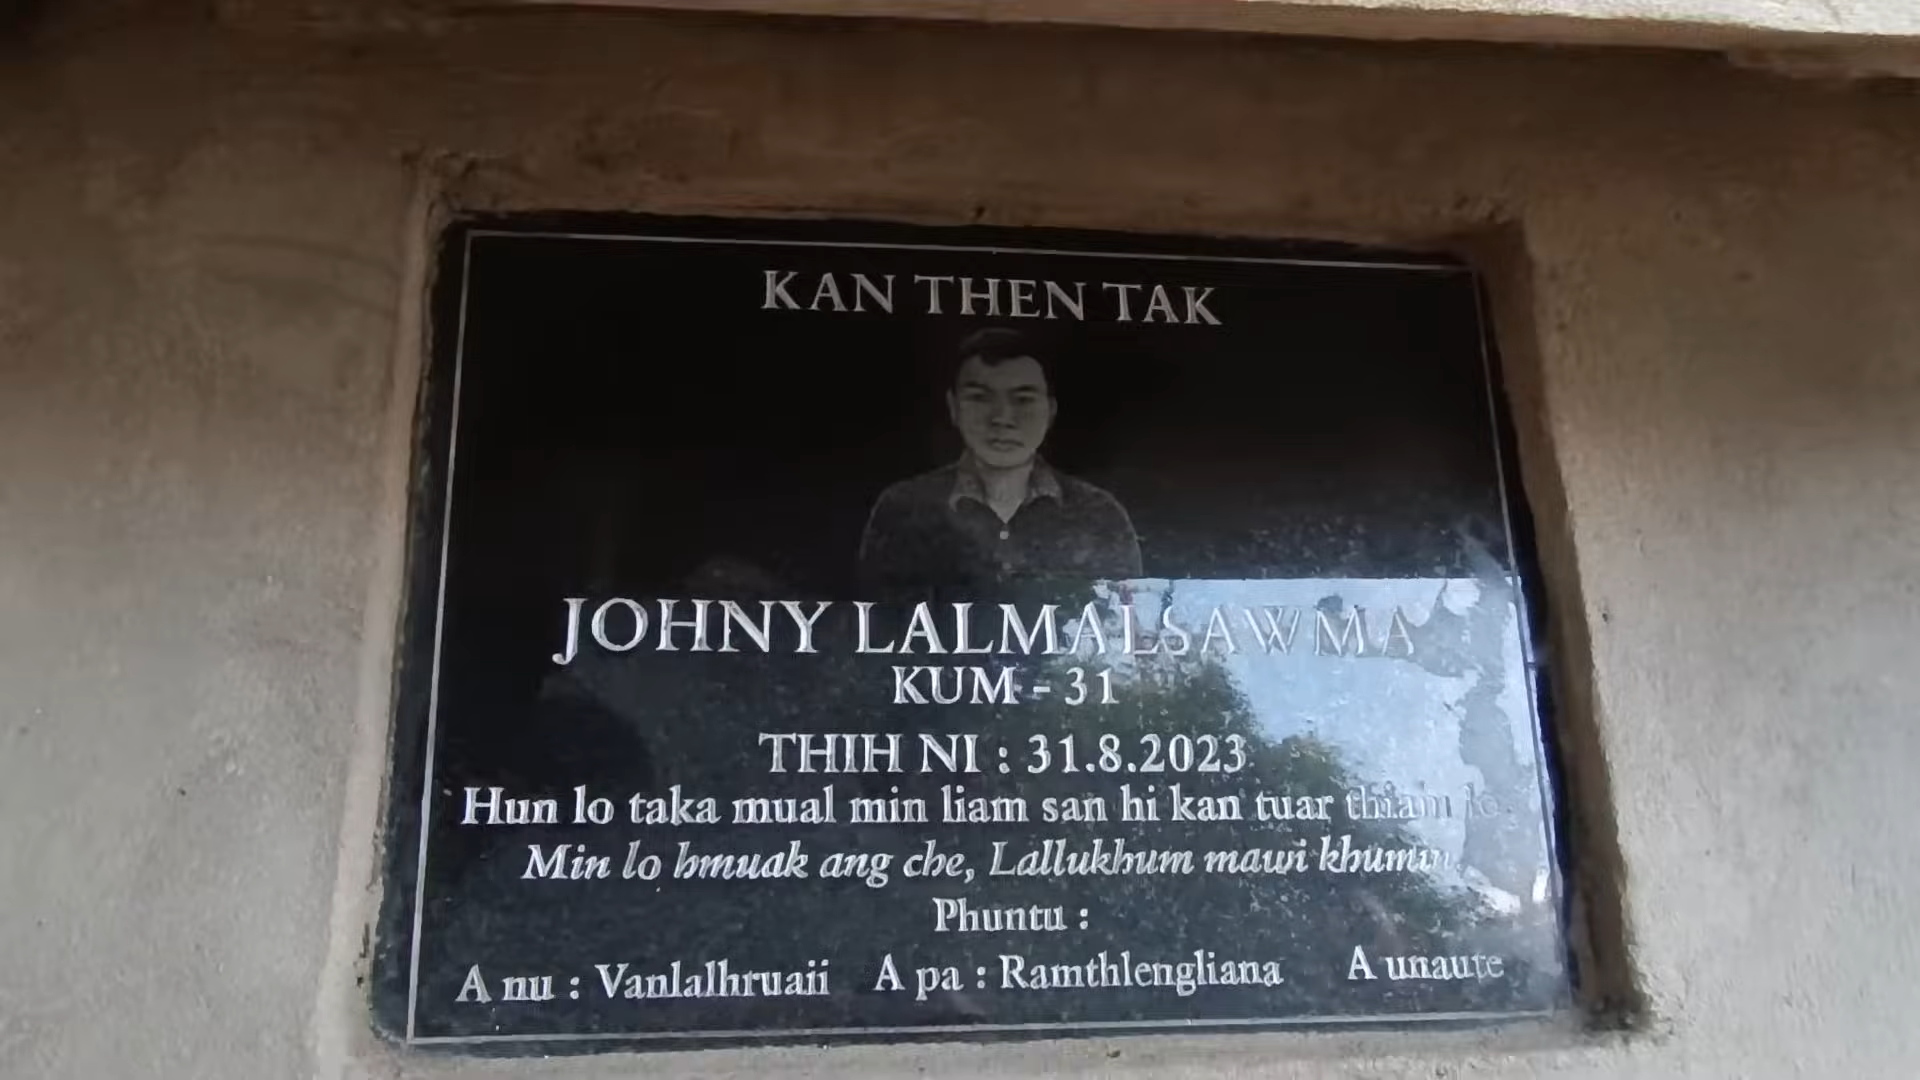 KAN THEN TAK
JOHNY LALMALSAWMA
KUM - 31
THIH NI : 31.8.2023
Hun lo taka mual min liam san hi kan tuar thiam lo
Min lo hmuak ang che, Lallukhum mawi khumin.
Phuntu :
A nu : Vanlalhruaii A pa : Ramthlengliana A unaute